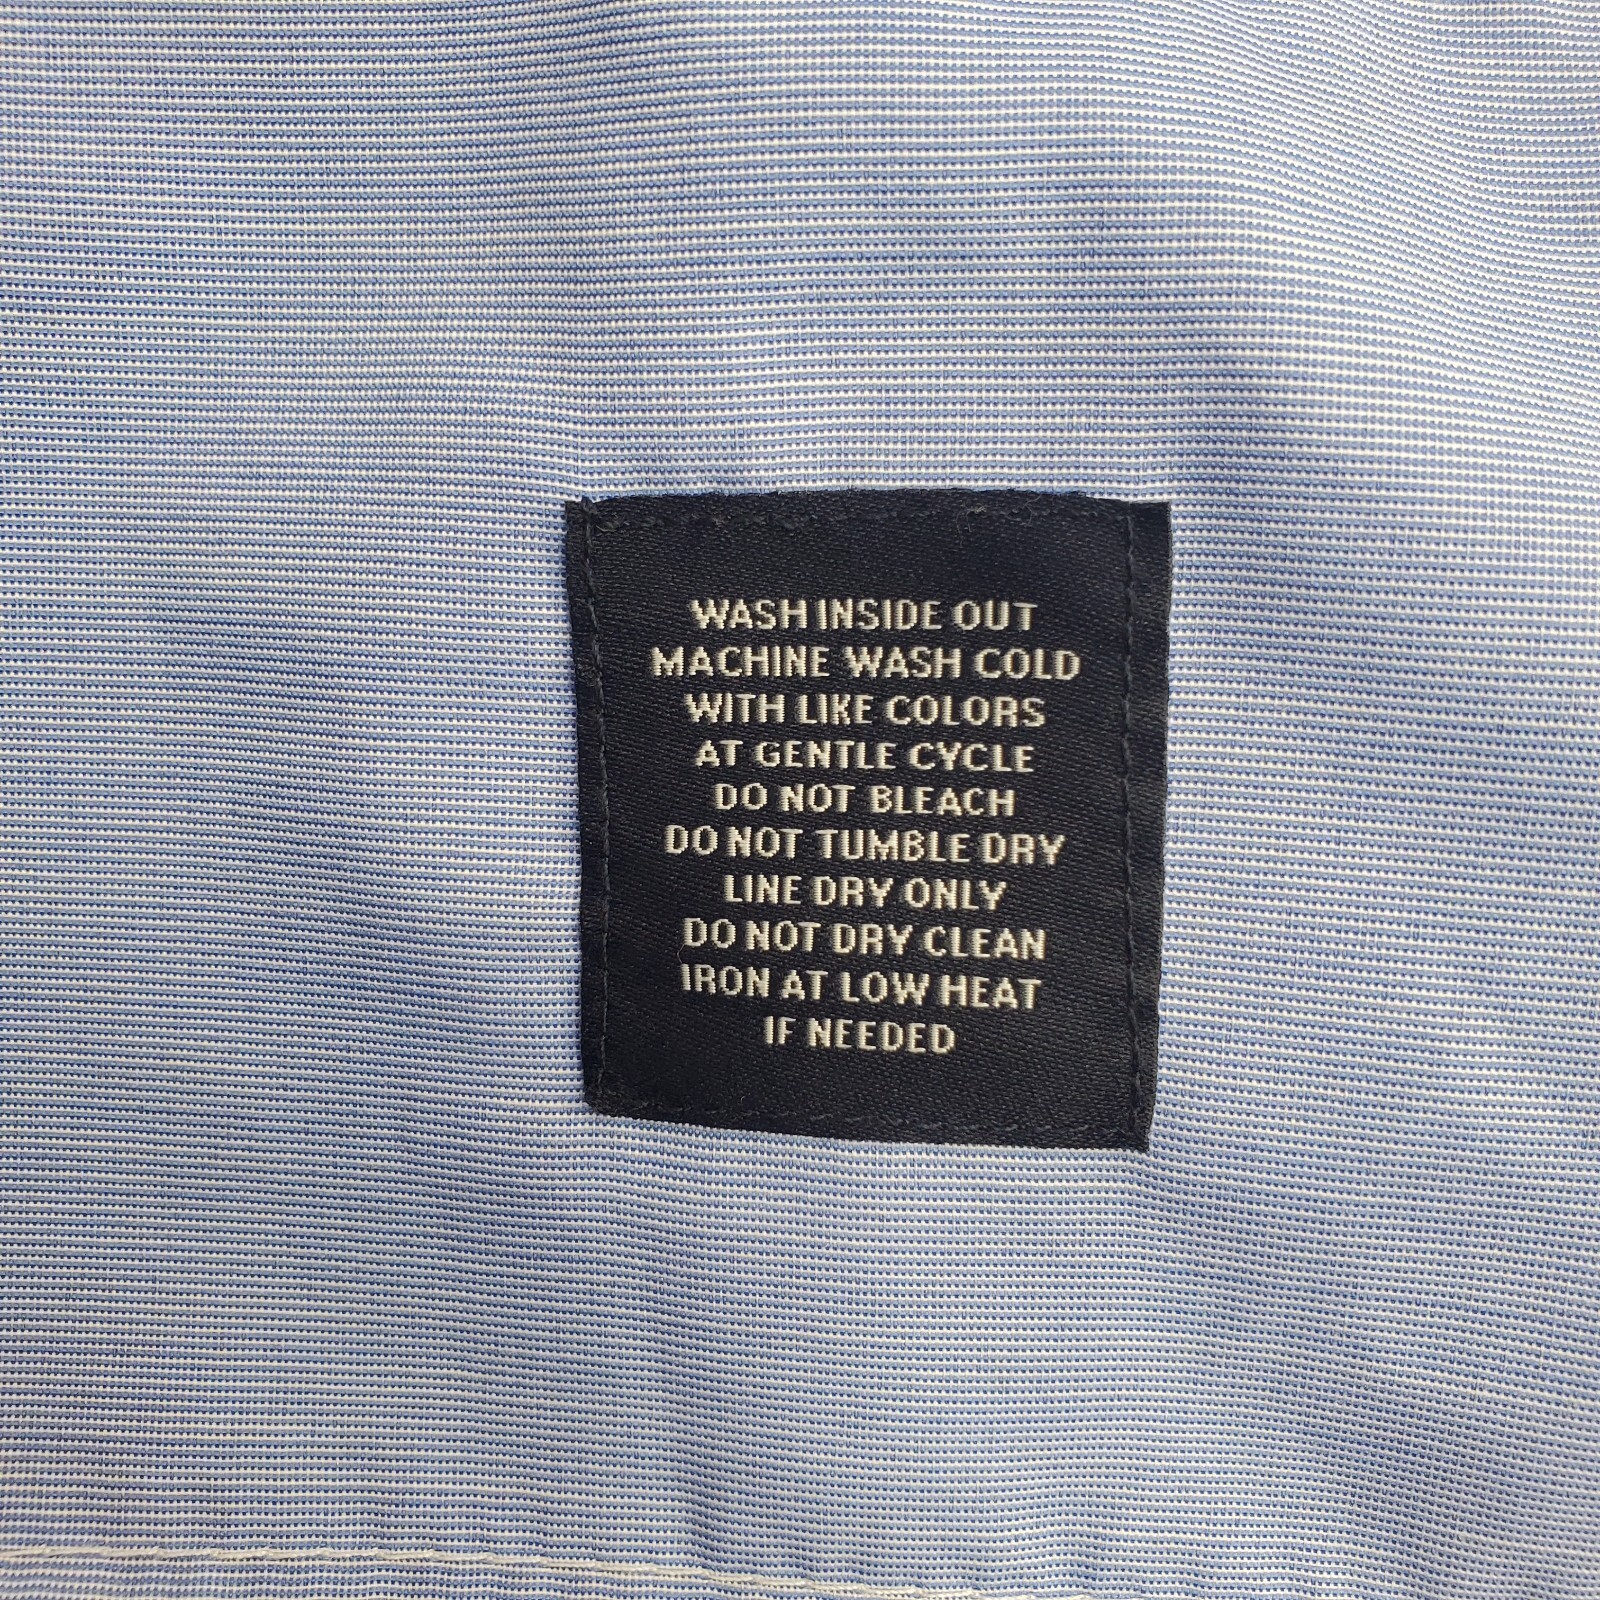 WASH INSIDE OUT
MACHINE WASH COLD
WITH LIKE COLORS
AT GENTLE CYCLE
DO NOT BLEACH
DO NOT TUMBLE DRY
LINE DRY ONLY
DO NOT DRY CLEAN
IRON AT LOW HEAT
IF NEEDED